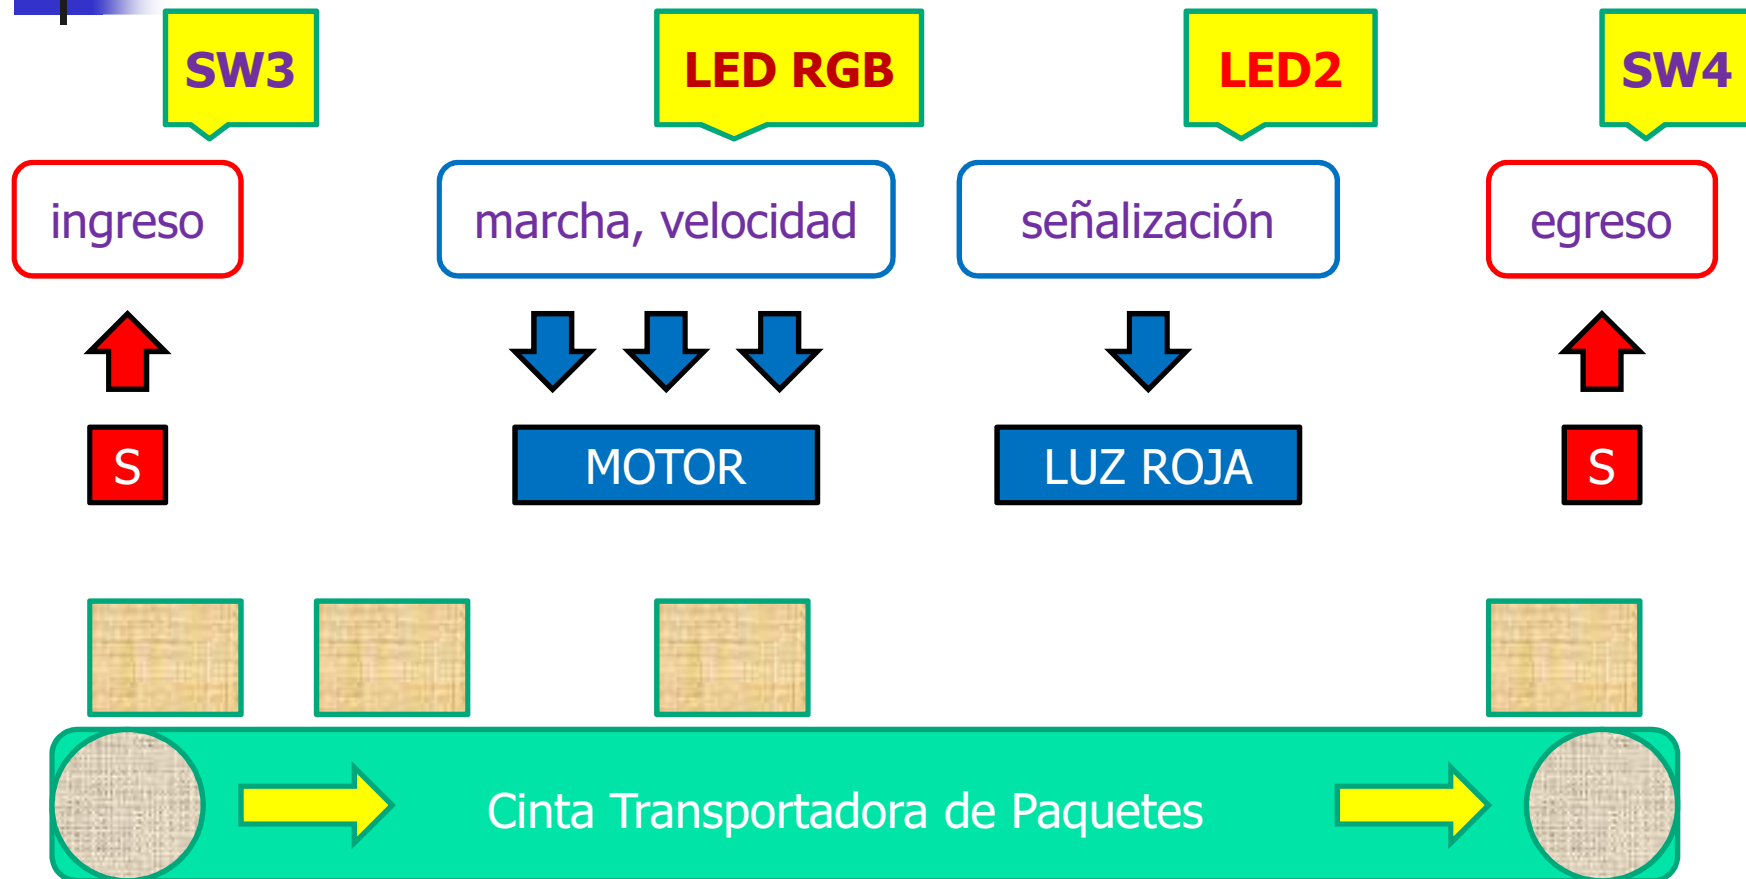 SW3
LED RGB
LED2
SW4
ingreso
marcha, velocidad
señalización
egreso
S
MOTOR
LUZ ROJA
S
Cinta Transportadora de Paquetes